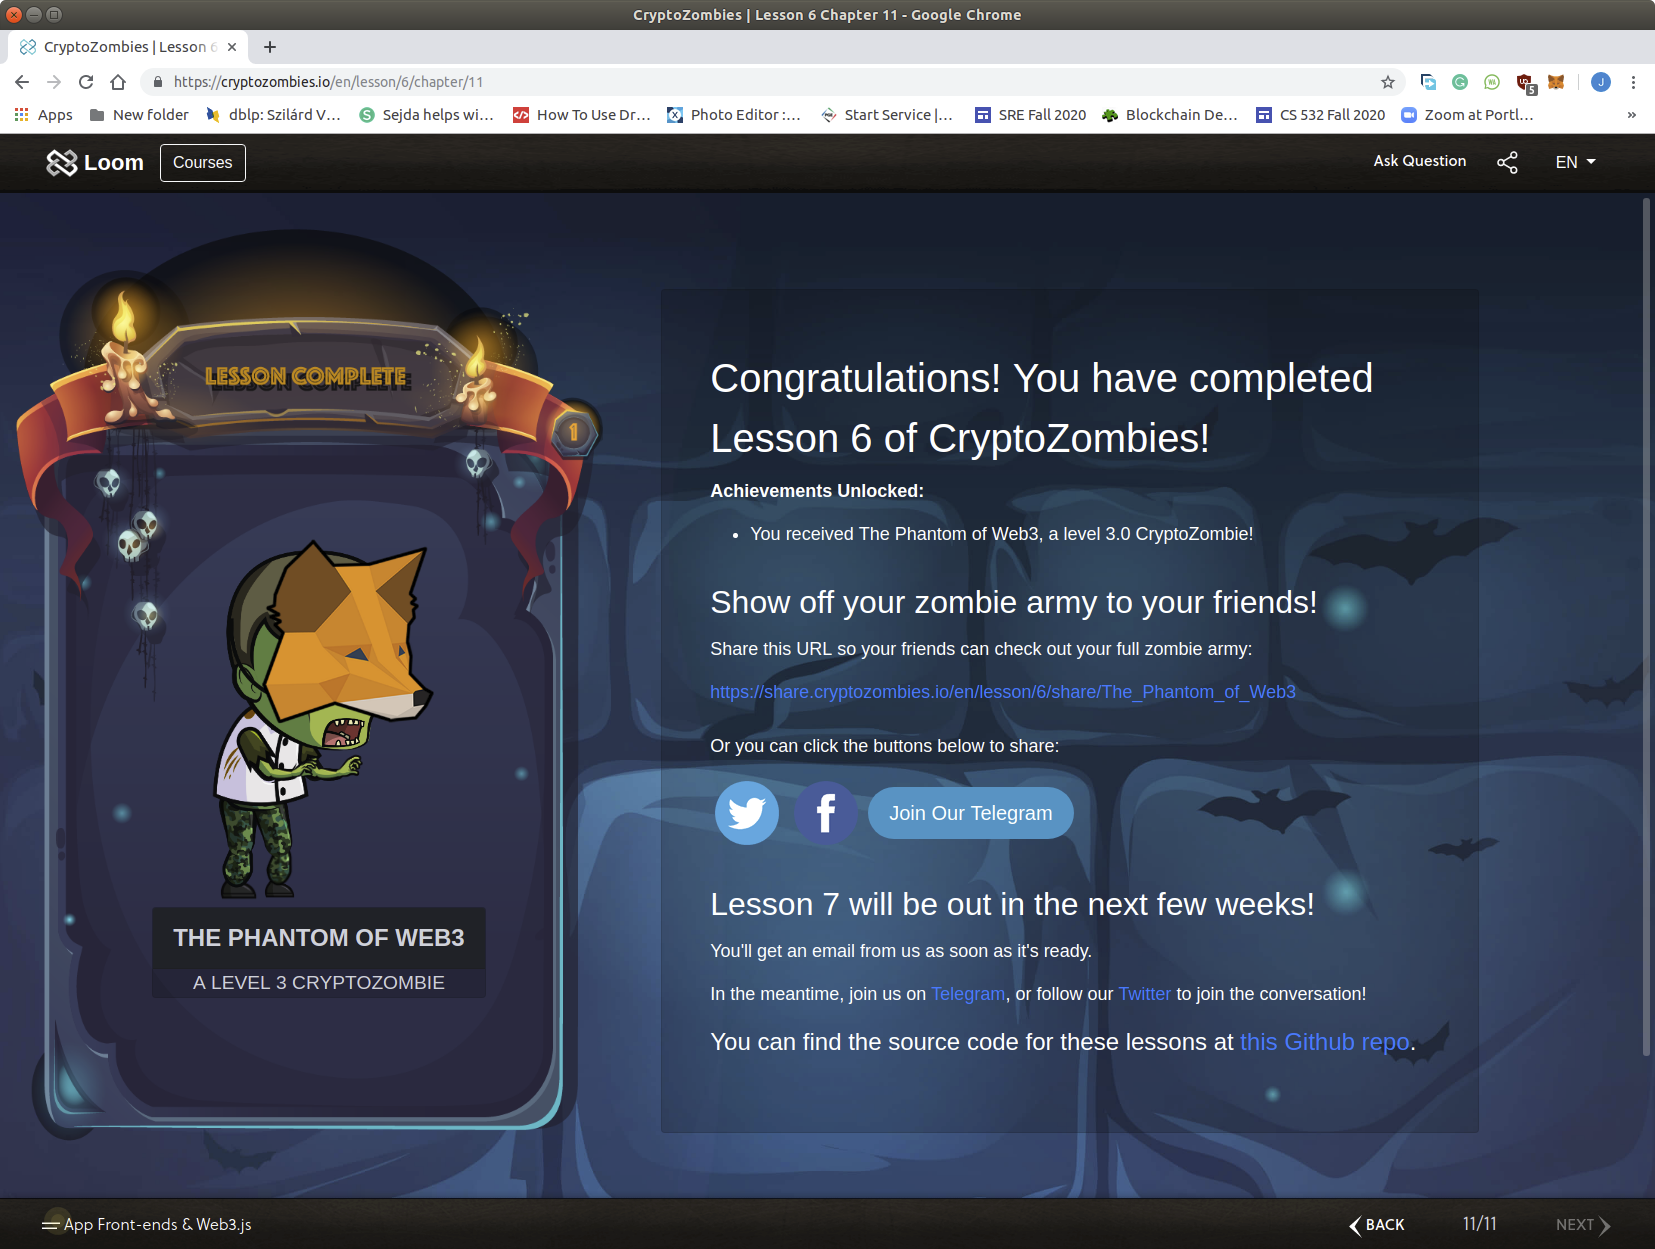 CryptoZombies | Lesson 6 Chapter 11 - Google Chrome
CryptoZombies | Lesson 6
https://cryptozombies.io/en/lesson/6/chapter/11
5
J
Apps
New folder
dblp: Szilárd V...
Sejda helps wi...
How To Use Dr...
Photo Editor :...
Start Service |...
SRE Fall 2020
Blockchain De...
CS 532 Fall 2020
Zoom at Portl...
»
Loom
Courses
Ask Question
EN
LESSON COMPLETE
1
THE PHANTOM OF WEB3
A LEVEL 3 CRYPTOZOMBIE
Congratulations! You have completed
Lesson 6 of CryptoZombies!
Achievements Unlocked:
• You received The Phantom of Web3, a level 3.0 CryptoZombie!
Show off your zombie army to your friends!
Share this URL so your friends can check out your full zombie army:
https://share.cryptozombies.io/en/lesson/6/share/The_Phantom_of_Web3
Or you can click the buttons below to share:
Join Our Telegram
Lesson 7 will be out in the next few weeks!
You'll get an email from us as soon as it's ready.
In the meantime, join us on Telegram, or follow our Twitter to join the conversation!
You can find the source code for these lessons at this Github repo.
App Front-ends & Web3.js
BACK
11/11
NEXT